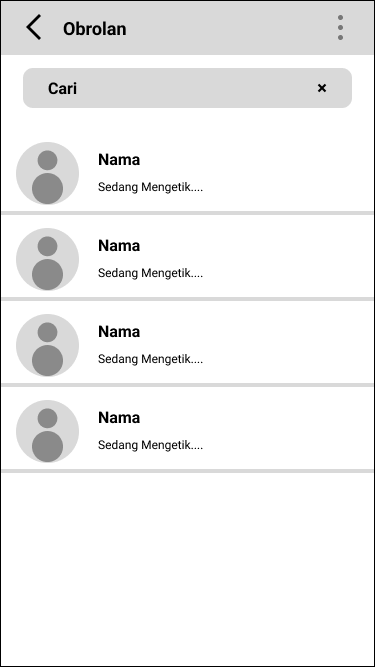 Obrolan
Cari ×
Nama
Sedang Mengetik....
Nama
Sedang Mengetik....
Nama
Sedang Mengetik....
Nama
Sedang Mengetik....